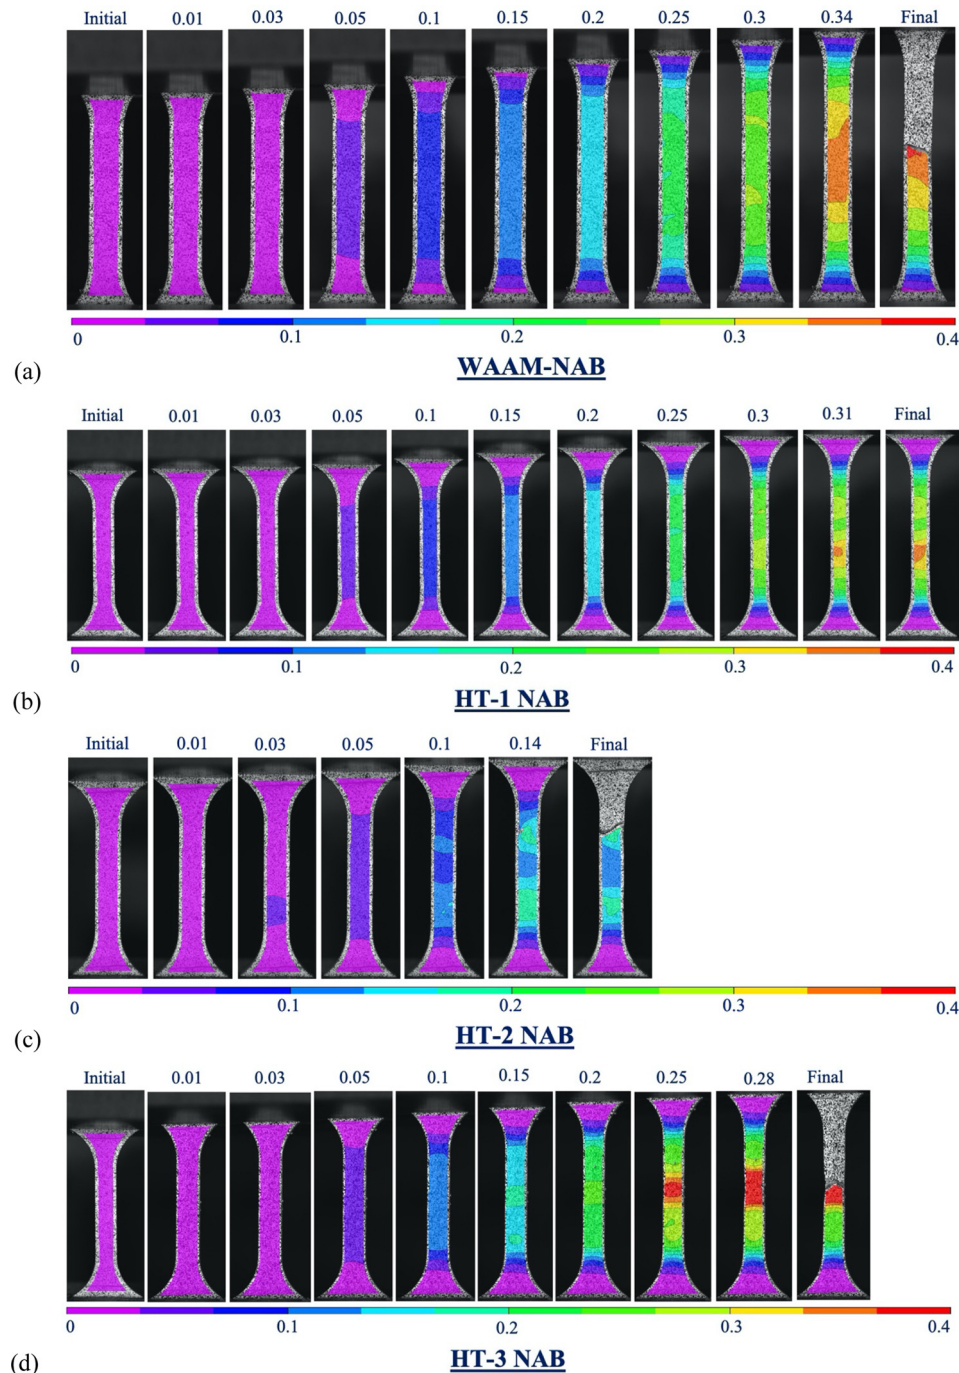 Initial 0.01 0.03 0.05 0.1 0.15 0.2 0.25 0.3 0.34 Final
0 0.1 0.2 0.3 0.4
(a) WAAM-NAB
Initial 0.01 0.03 0.05 0.1 0.15 0.2 0.25 0.3 0.31 Final
0 0.1 0.2 0.3 0.4
(b) HT-1 NAB
Initial 0.01 0.03 0.05 0.1 0.14 Final
0 0.1 0.2 0.3 0.4
(c) HT-2 NAB
Initial 0.01 0.03 0.05 0.1 0.15 0.2 0.25 0.28 Final
0 0.1 0.2 0.3 0.4
(d) HT-3 NAB